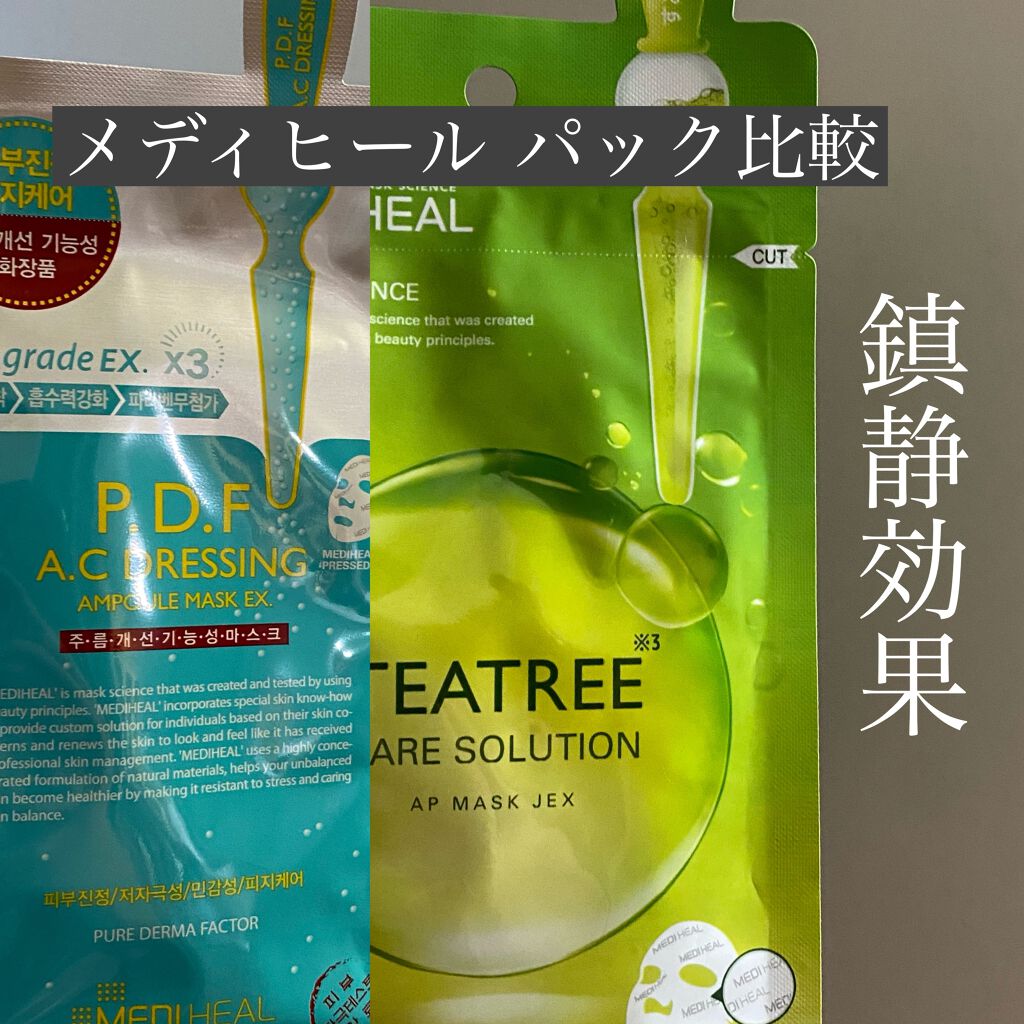 メディヒール パック比較
鎮静効果
P.D.F
A.C DRESSING
지케어
개선 기능성
화장품
grade EX. X3
흡수력강화
파라벤무첨가
P.D.F
A.C DRESSING
AMPOULE MASK EX.
주·름·개·선·기·능·성·마·스·크
MEDIHEAL
'PRESSED
EDIHEAL' is mask science that was created and tested by using
eauty principles. 'MEDIHEAL' incorporates special skin know-how
provide custom solution for individuals based on their skin co-
erns and renews the skin to look and feel like it has received
ofessional skin management. 'MEDIHEAL' uses a highly conce-
rated formulation of natural materials, helps your unbalanced
n become healthier by making it resistant to stress and caring
n balance.
피부진정/저자극성/민감성/피지케어
PURE DERMA FACTOR
MEDIHEAL
피부
SK SCIENCE
HEAL
CUT
NCE
science that was created
beauty principles.
TEATREE※3
ARE SOLUTION
AP MASK JEX
MEDIHEAL
MEDIHEAL